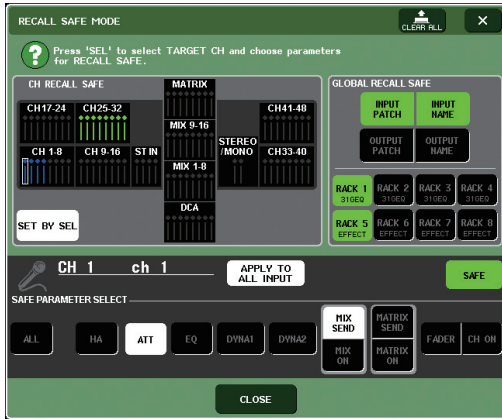 RECALL SAFE MODE
CLEAR ALL
×
?
Press 'SEL' to select TARGET CH and choose parameters
for RECALL SAFE.
CH RECALL SAFE
MATRIX
CH17-24 CH25-32
CH41-48
MIX 9-16
STEREO
/MONO
CH 1-8 CH 9-16 ST IN
CH33-40
MIX 1-8
DCA
SET BY SEL
GLOBAL RECALL SAFE
INPUT PATCH
INPUT NAME
OUTPUT PATCH
OUTPUT NAME
RACK 1 31GEQ
RACK 2 31GEQ
RACK 3 31GEQ
RACK 4 31GEQ
RACK 5 EFFECT
RACK 6 EFFECT
RACK 7 EFFECT
RACK 8 EFFECT
CH 1 ch 1
APPLY TO ALL INPUT
SAFE
SAFE PARAMETER SELECT
ALL
HA
ATT
EQ
DYNA1
DYNA2
MIX SEND
MIX ON
MATRIX SEND
MATRIX ON
FADER
CH ON
CLOSE